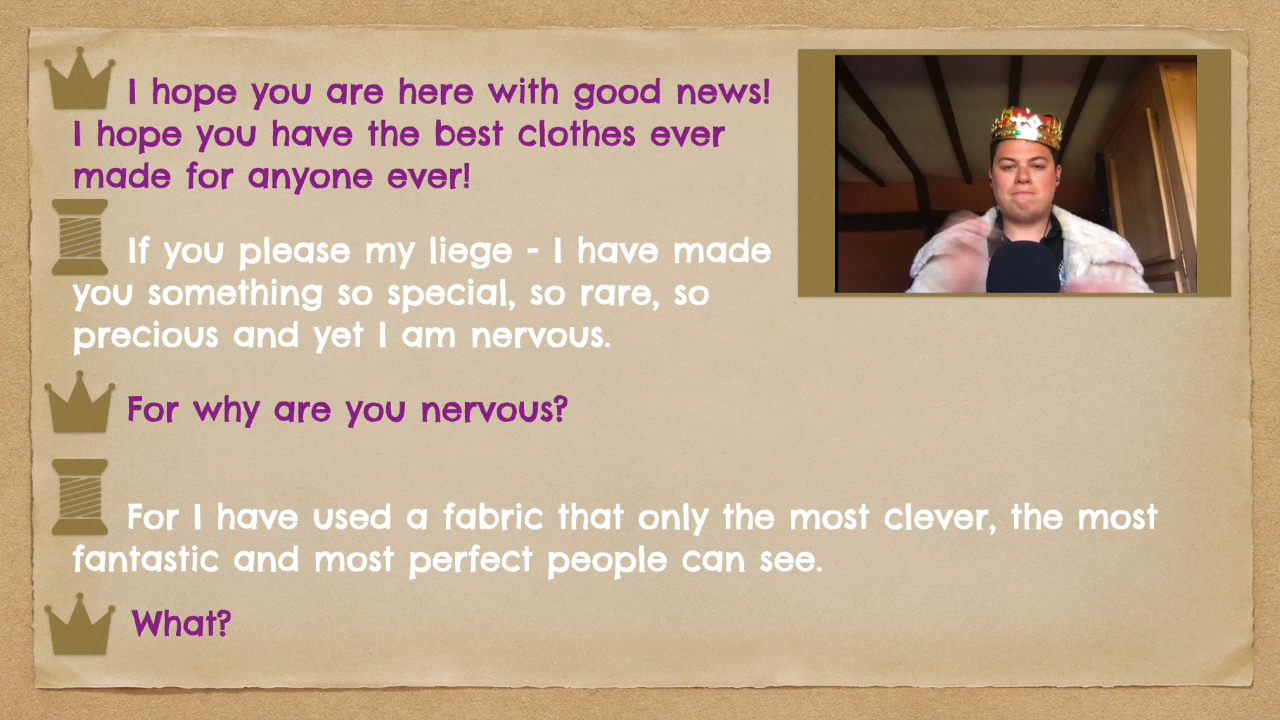 I hope you are here with good news!
I hope you have the best clothes ever
made for anyone ever!
If you please my liege - I have made
you something so special, so rare, so
precious and yet I am nervous.
For why are you nervous?
For I have used a fabric that only the most clever, the most
fantastic and most perfect people can see.
What?